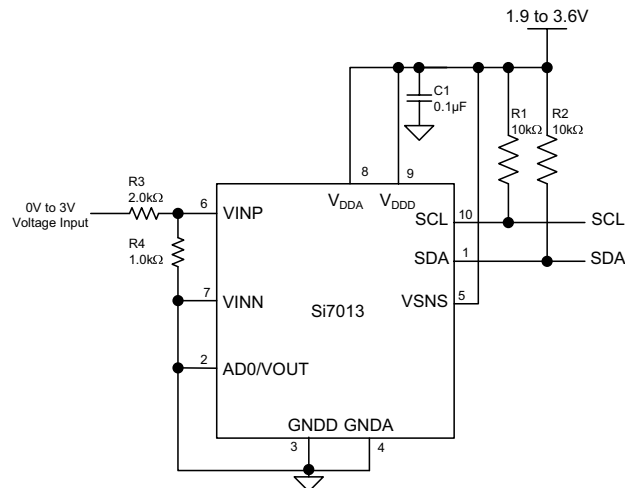 1.9 to 3.6V
C1
0.1µF
R1
10kΩ
R2
10kΩ
8
9
R3
2.0kΩ
0V to 3V
Voltage Input
6
VINP
VDDA
VDDD
SCL
10
SCL
R4
1.0kΩ
SDA
1
SDA
7
VINN
Si7013
VSNS
5
2
AD0/VOUT
GNDD GNDA
3
4